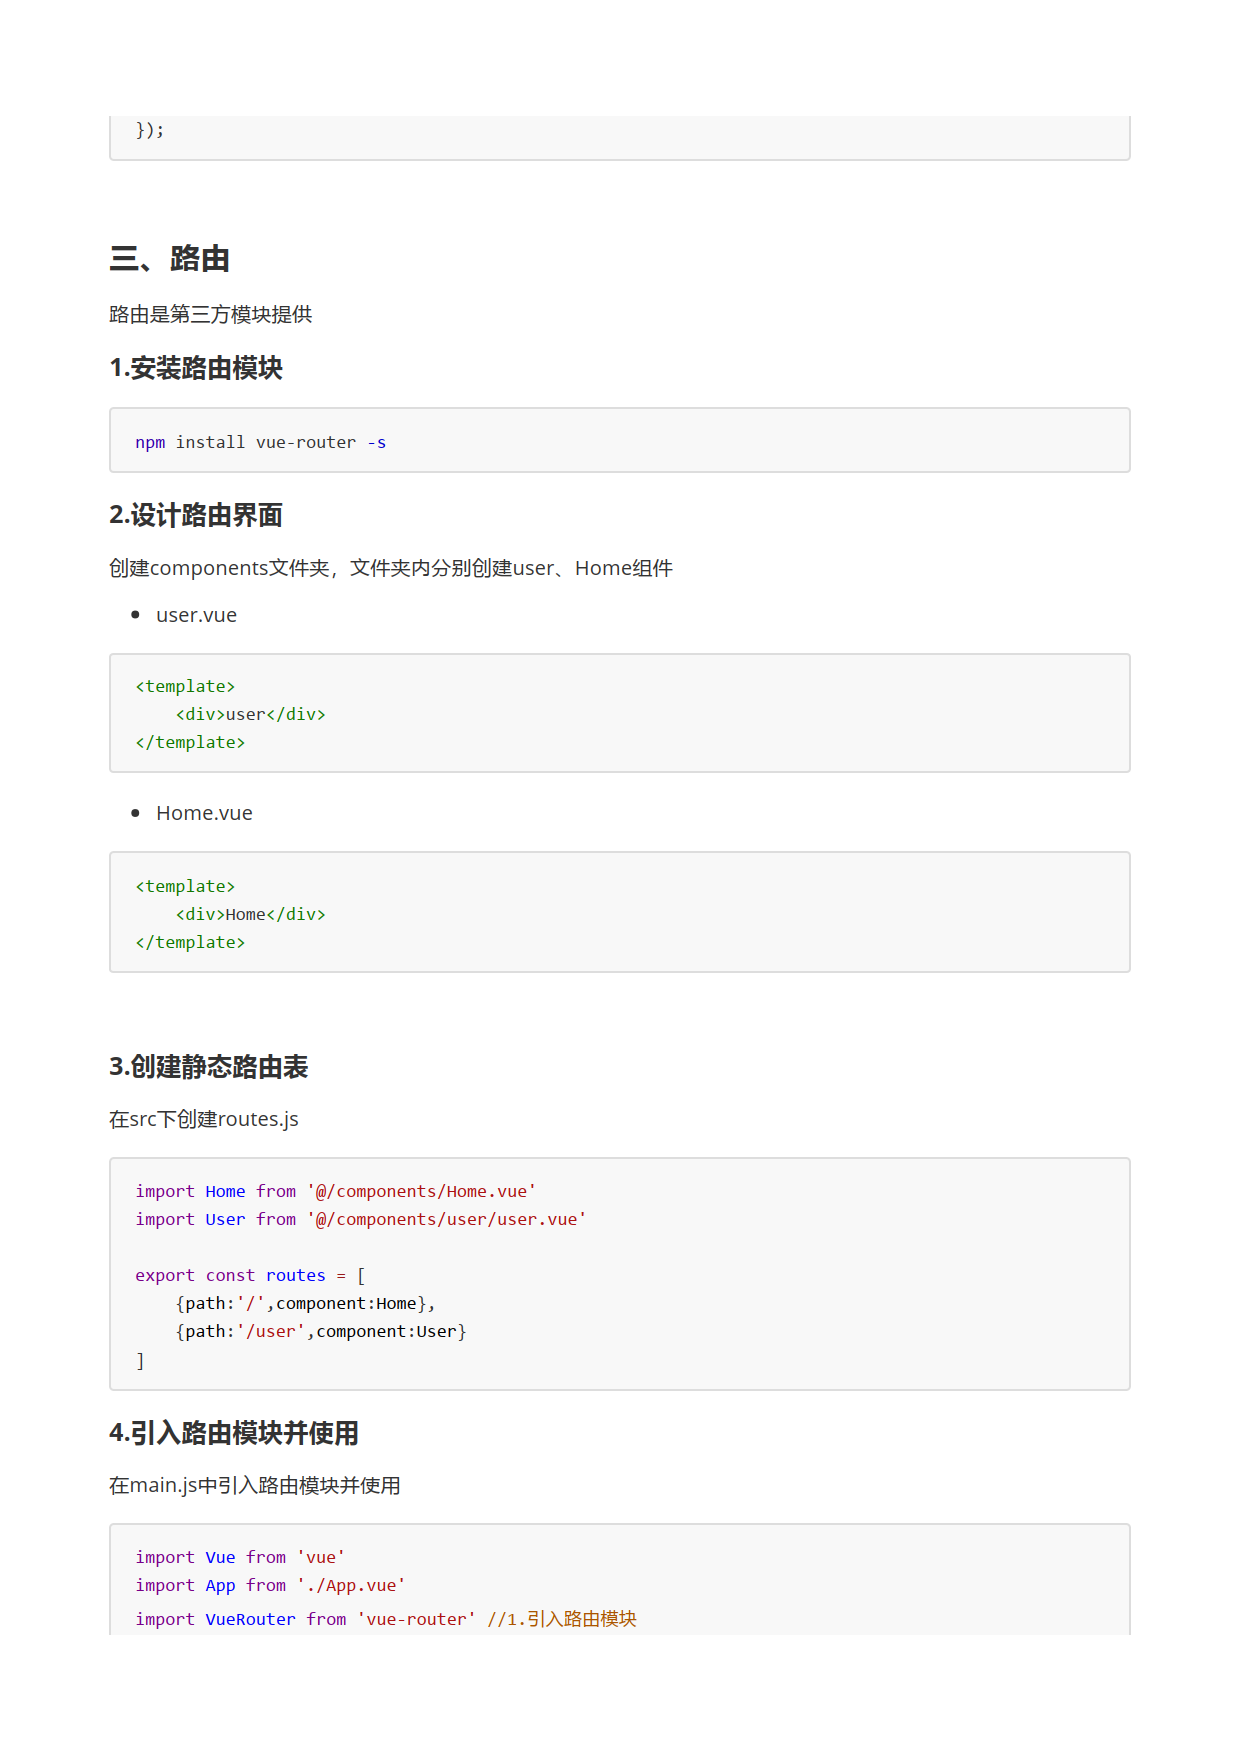 });
三、路由
路由是第三方模块提供
1.安装路由模块
npm install vue-router -s
2.设计路由界面
创建components文件夹，文件夹内分别创建user、Home组件
• user.vue
<template>
    <div>user</div>
</template>
• Home.vue
<template>
    <div>Home</div>
</template>
3.创建静态路由表
在src下创建routes.js
import Home from '@/components/Home.vue'
import User from '@/components/user/user.vue'
export const routes = [
    {path:'/',component:Home},
    {path:'/user',component:User}
]
4.引入路由模块并使用
在main.js中引入路由模块并使用
import Vue from 'vue'
import App from './App.vue'
import VueRouter from 'vue-router' //1.引入路由模块